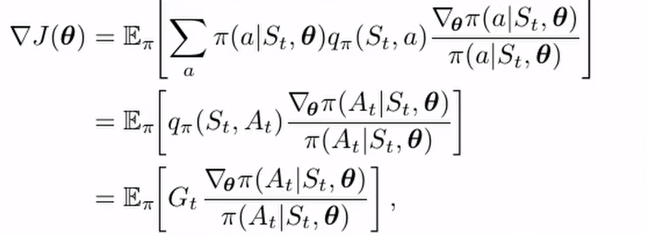 ∇J(θ) = 𝔼_π[∑_a π(a|S_t, θ)q_π(S_t, a) ∇_θπ(a|S_t, θ)/π(a|S_t, θ)]
= 𝔼_π[q_π(S_t, A_t) ∇_θπ(A_t|S_t, θ)/π(A_t|S_t, θ)]
= 𝔼_π[G_t ∇_θπ(A_t|S_t, θ)/π(A_t|S_t, θ)],